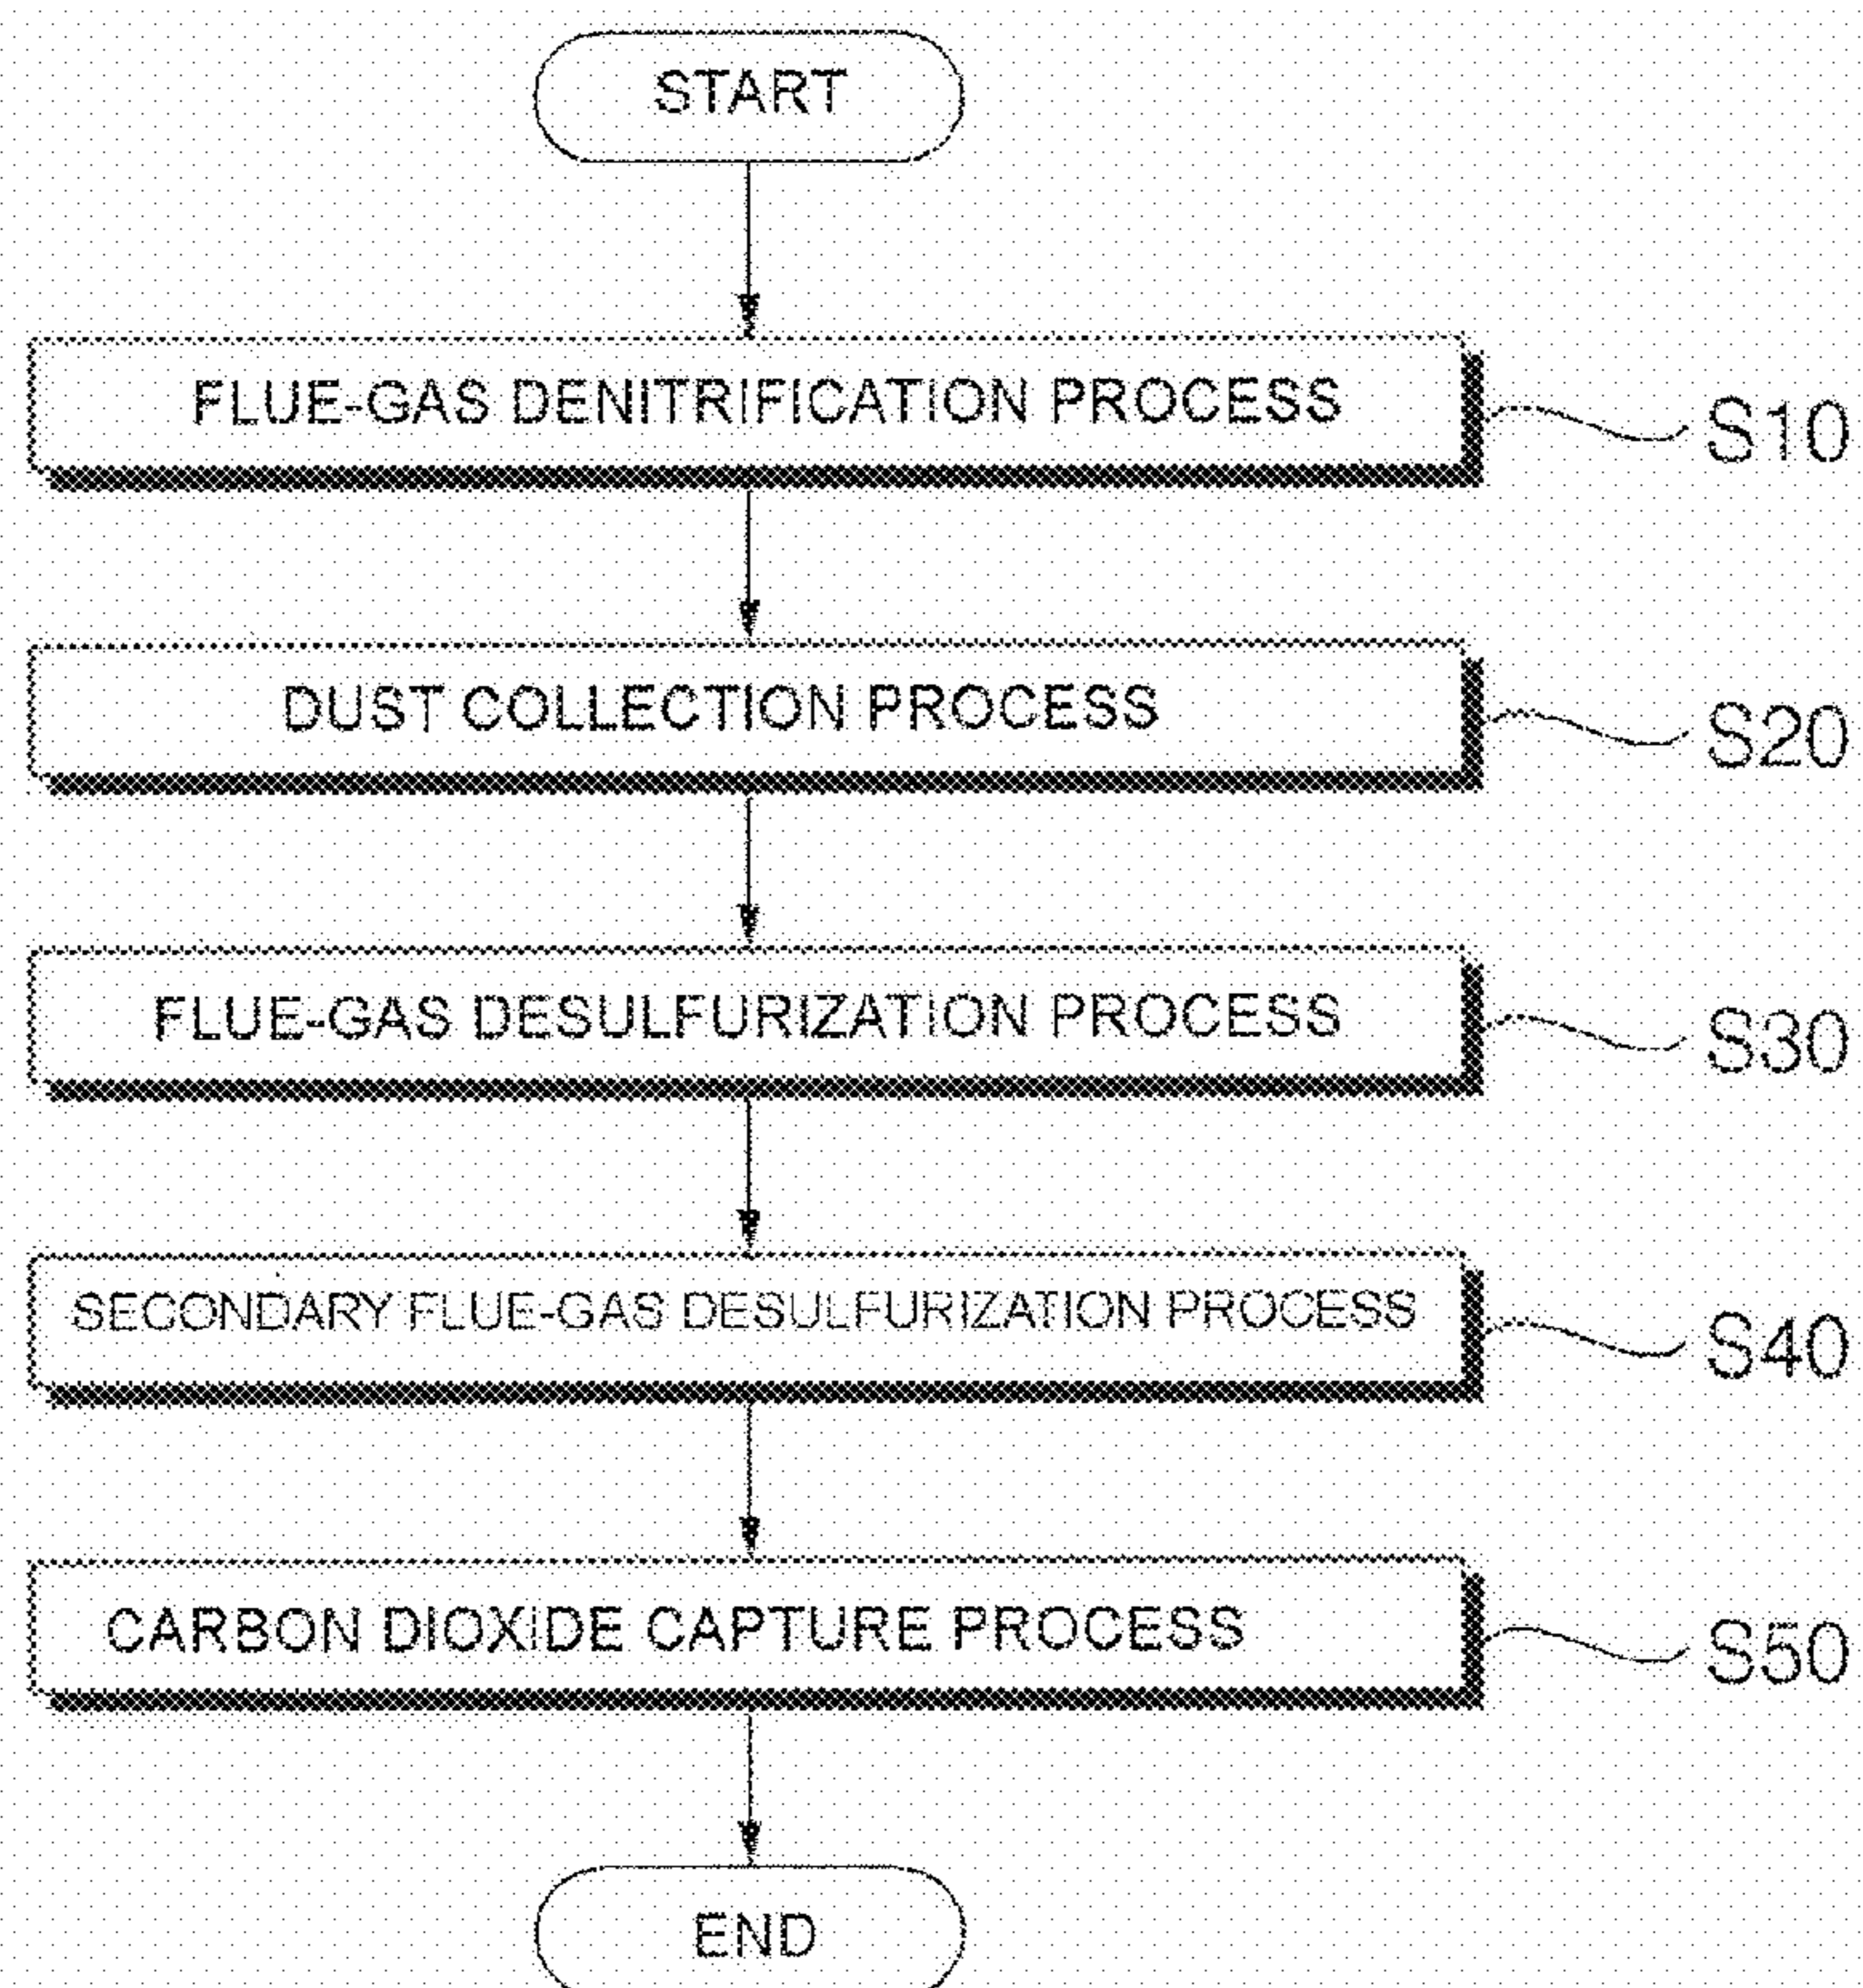 START
FLUE-GAS DENITRIFICATION PROCESS
S10
DUST COLLECTION PROCESS
S20
FLUE-GAS DESULFURIZATION PROCESS
S30
SECONDARY FLUE-GAS DESULFURIZATION PROCESS
S40
CARBON DIOXIDE CAPTURE PROCESS
S50
END